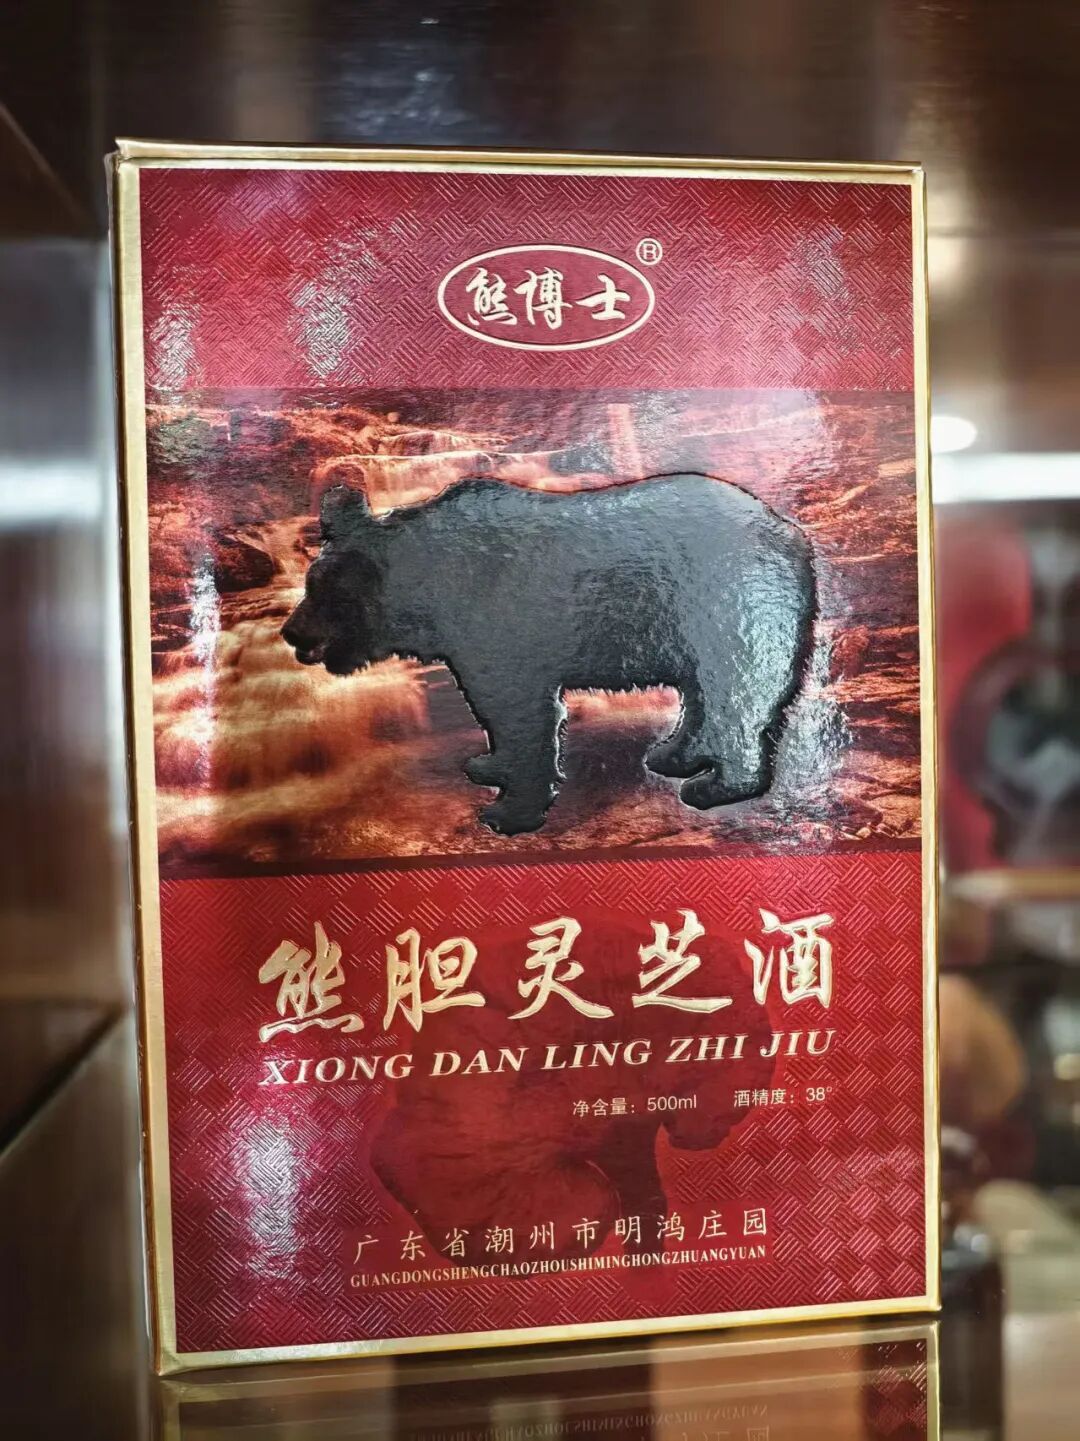 熊博士®
熊胆灵芝酒
XIONG DAN LING ZHI JIU
净含量：500ml 酒精度：38°
广东省潮州市明鸿庄园
GUANGDONGSHENGCHAOZHOUSHIMINGHONGZHUANGYUAN